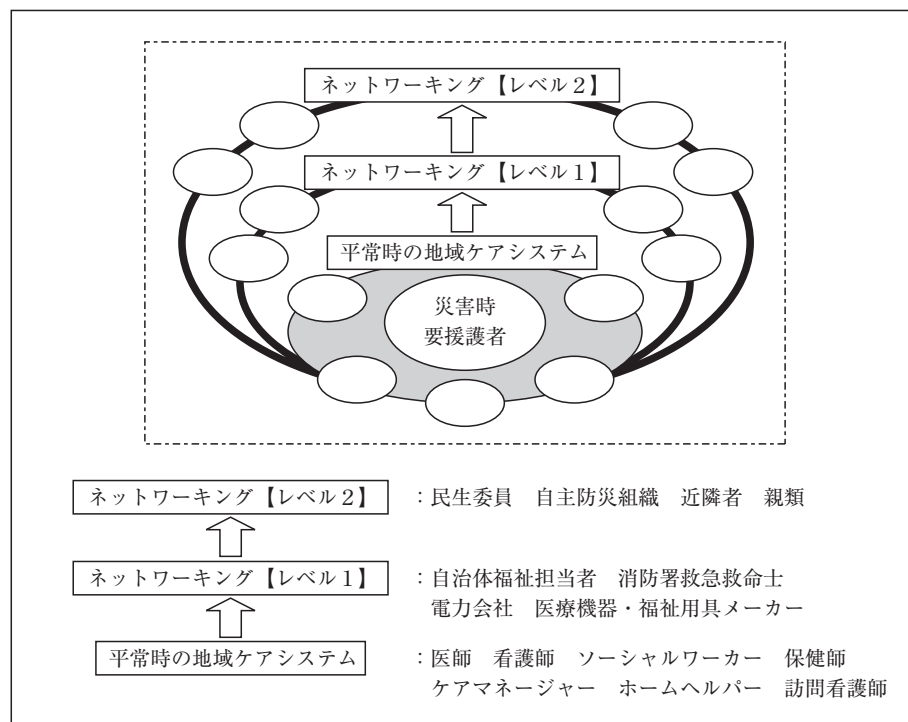 ネットワーキング【レベル2】
ネットワーキング【レベル1】
平常時の地域ケアシステム
災害時
要援護者
ネットワーキング【レベル2】 :民生委員 自主防災組織 近隣者 親類
ネットワーキング【レベル1】 :自治体福祉担当者 消防署救急救命士
電力会社 医療機器・福祉用具メーカー
平常時の地域ケアシステム :医師 看護師 ソーシャルワーカー 保健師
ケアマネージャー ホームヘルパー 訪問看護師